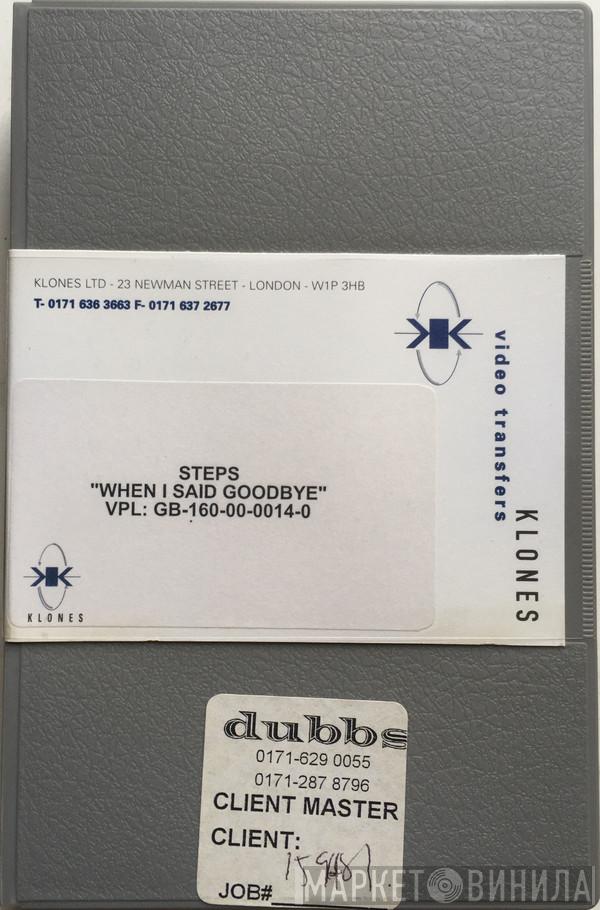 KLONES LTD - 23 NEWMAN STREET - LONDON - W1P 3HB
T- 0171 636 3663 F- 0171 637 2677
video transfers
KLONES
STEPS
"WHEN I SAID GOODBYE"
VPL: GB-160-00-0014-0
KLONES
dubbs
0171-629 0055
0171-287 8796
CLIENT MASTER
CLIENT:
JOB#
МАРКЕТ ВИНИЛА